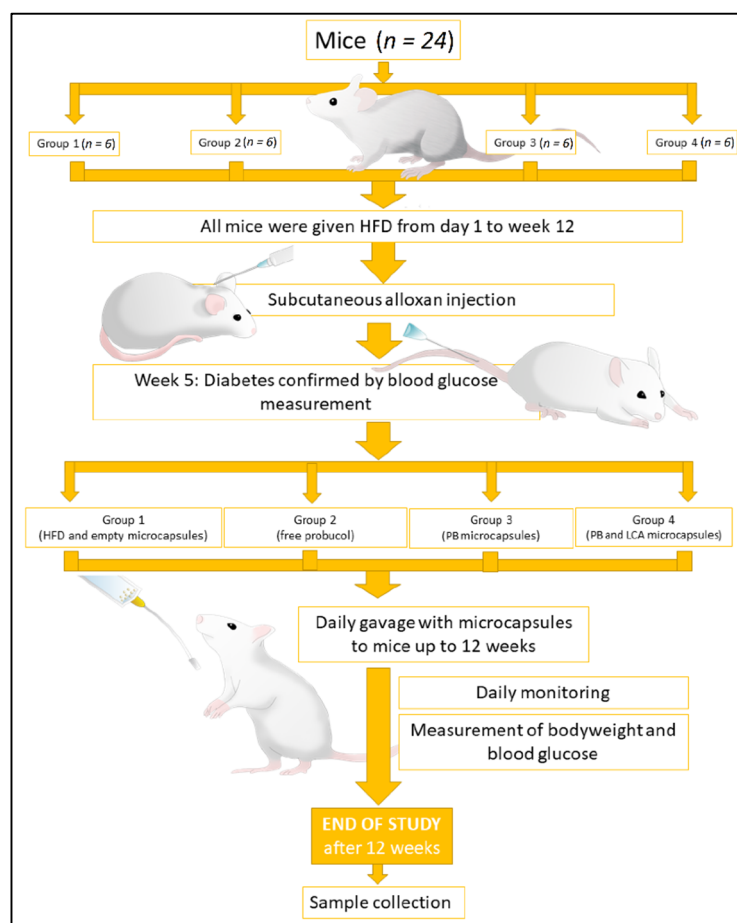 Mice (n = 24)
Group 1 (n = 6)
Group 2 (n = 6)
Group 3 (n = 6)
Group 4 (n = 6)
All mice were given HFD from day 1 to week 12
Subcutaneous alloxan injection
Week 5: Diabetes confirmed by blood glucose
measurement
Group 1
(HFD and empty microcapsules)
Group 2
(free probucol)
Group 3
(PB microcapsules)
Group 4
(PB and LCA microcapsules)
Daily gavage with microcapsules
to mice up to 12 weeks
Daily monitoring
Measurement of bodyweight and
blood glucose
END OF STUDY
after 12 weeks
Sample collection